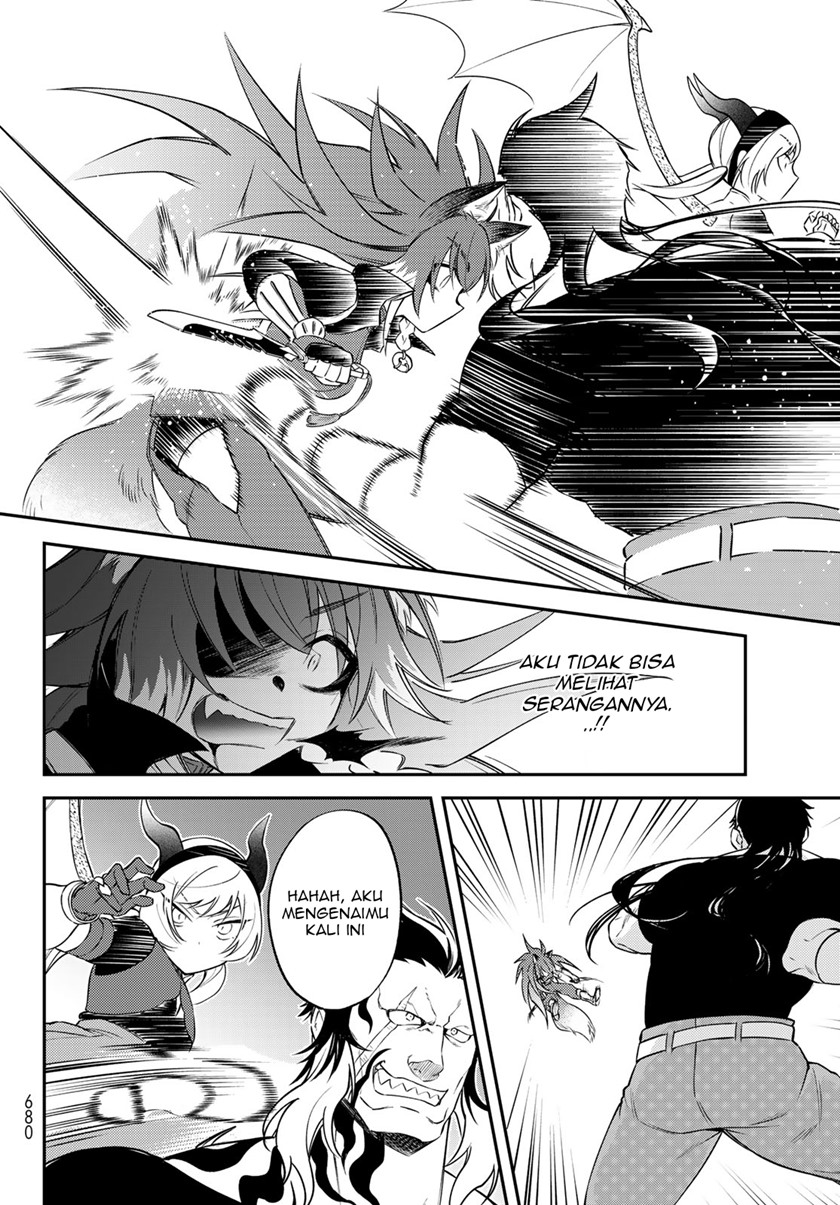 AKU TIDAK BISA
MELIHAT
SERANGANNYA.
..!!
HAHAH, AKU
MENGENAIMU
KALI INI
680